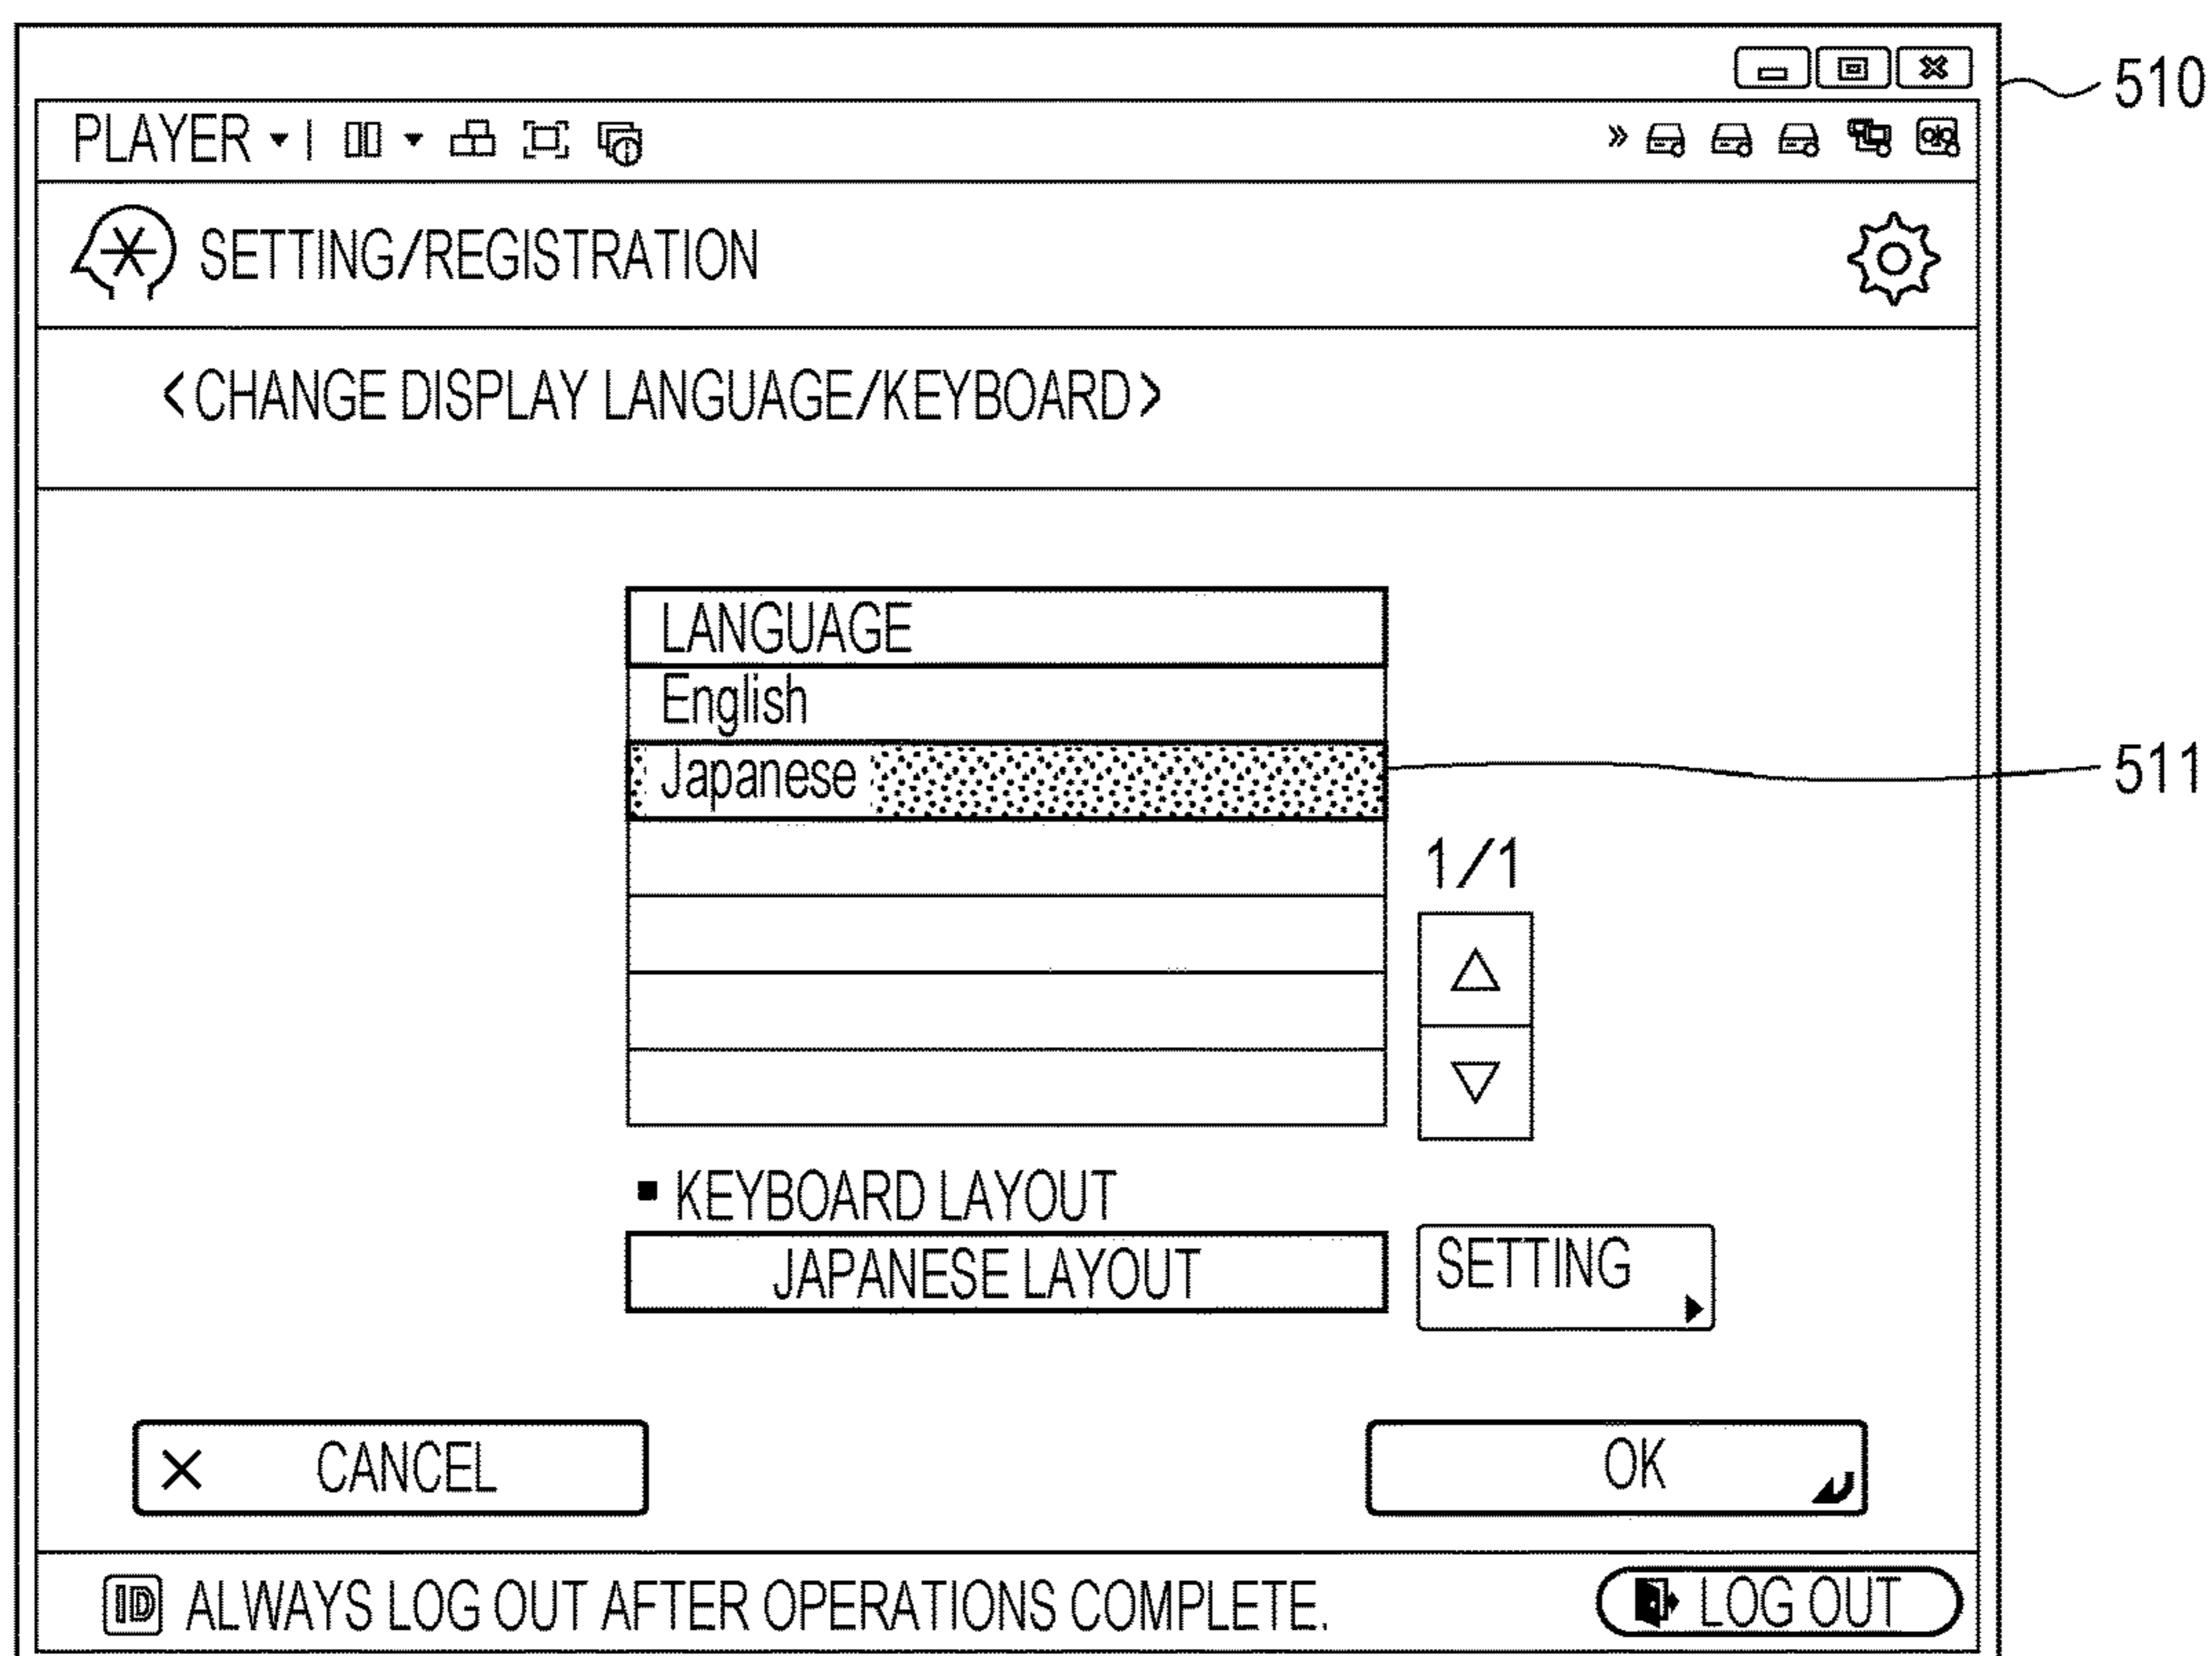 510
PLAYER
SETTING/REGISTRATION
<CHANGE DISPLAY LANGUAGE/KEYBOARD>
LANGUAGE
English
Japanese
511
1/1
KEYBOARD LAYOUT
JAPANESE LAYOUT
SETTING
CANCEL
OK
ID ALWAYS LOG OUT AFTER OPERATIONS COMPLETE.
LOG OUT